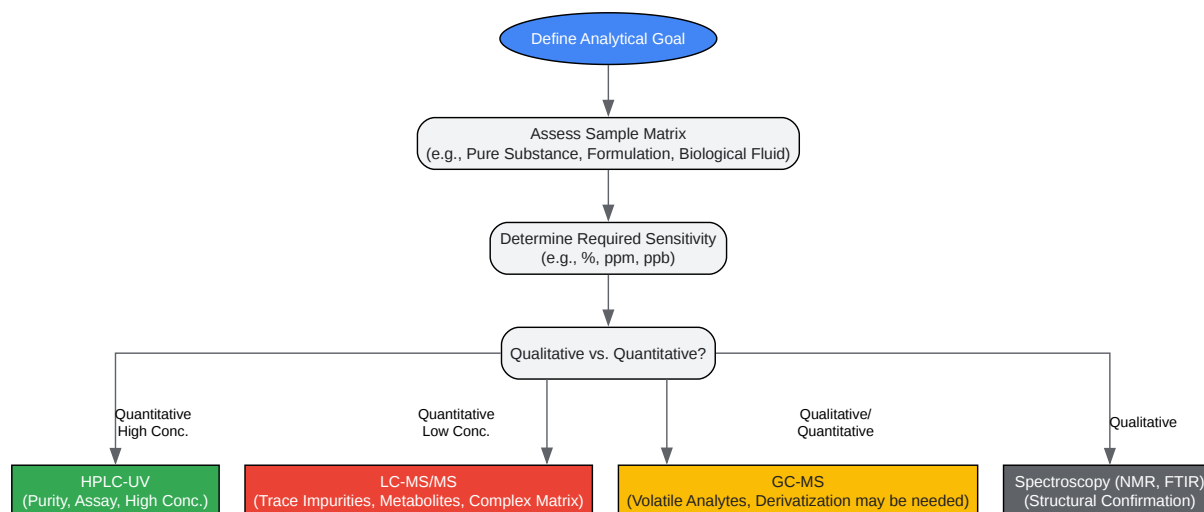 Define Analytical Goal
Assess Sample Matrix
(e.g., Pure Substance, Formulation, Biological Fluid)
Determine Required Sensitivity
(e.g., %, ppm, ppb)
Qualitative vs. Quantitative?
Quantitative
High Conc.
Quantitative
Low Conc.
Qualitative/
Quantitative
Qualitative
HPLC-UV
(Purity, Assay, High Conc.)
LC-MS/MS
(Trace Impurities, Metabolites, Complex Matrix)
GC-MS
(Volatile Analytes, Derivatization may be needed)
Spectroscopy (NMR, FTIR)
(Structural Confirmation)